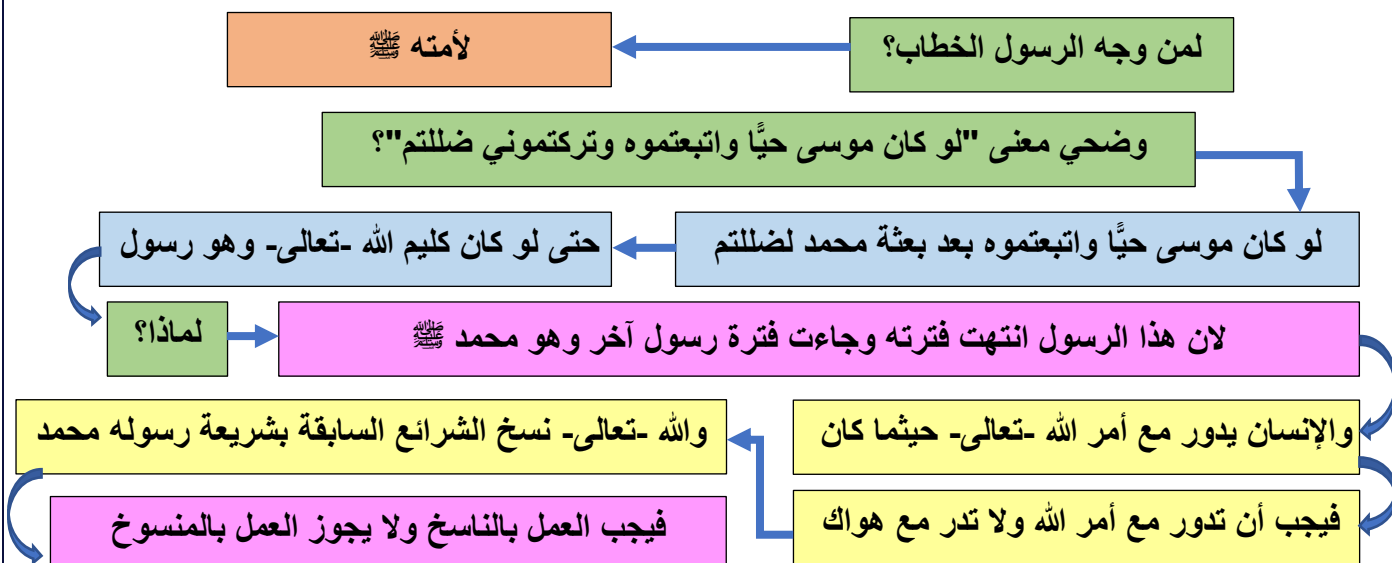 لمن وجه الرسول الخطاب؟
لأمته ﷺ
وضحي معنى "لو كان موسى حيًّا واتبعتموه وتركتموني ضللتم"؟
لو كان موسى حيًّا واتبعتموه بعد بعثة محمد لضللتم
حتى لو كان كليم الله -تعالى- وهو رسول
لماذا؟
لان هذا الرسول انتهت فترته وجاءت فترة رسول آخر وهو محمد ﷺ
والإنسان يدور مع أمر الله -تعالى- حيثما كان
فيجب أن تدور مع أمر الله ولا تدر مع هواك
والله -تعالى- نسخ الشرائع السابقة بشريعة رسوله محمد
فيجب العمل بالناسخ ولا يجوز العمل بالمنسوخ